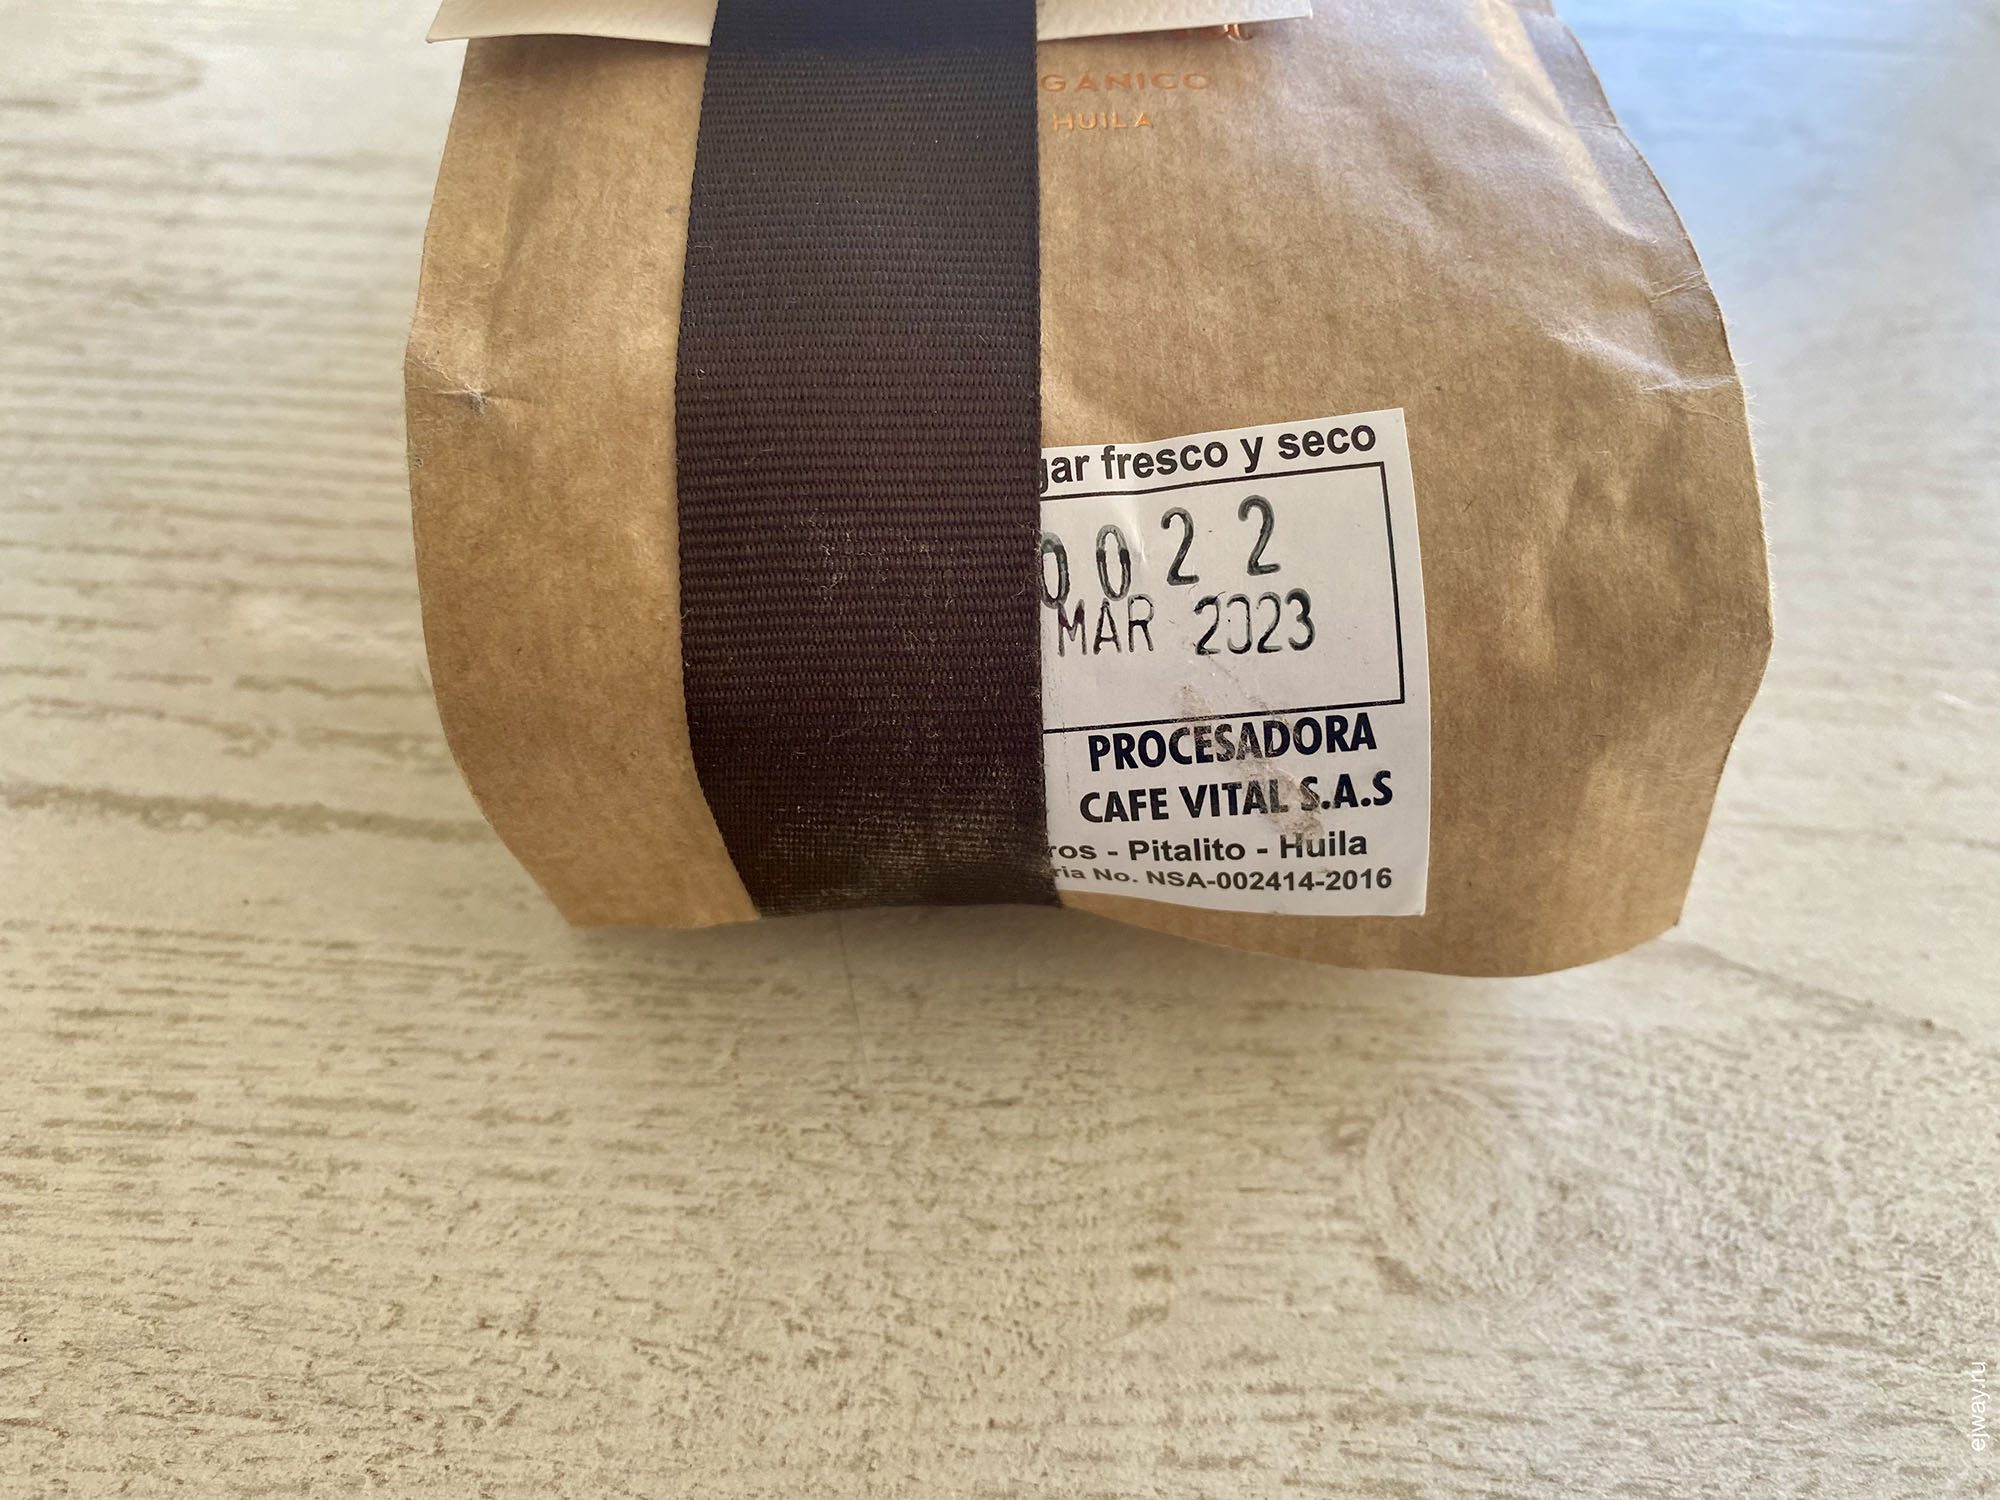 GANICO
HUILA
gar fresco y seco
0022
MAR 2023
PROCESADORA
CAFE VITAL S.A.S
ros - Pitalito - Huila
ria No. NSA-002414-2016
ejway.ru